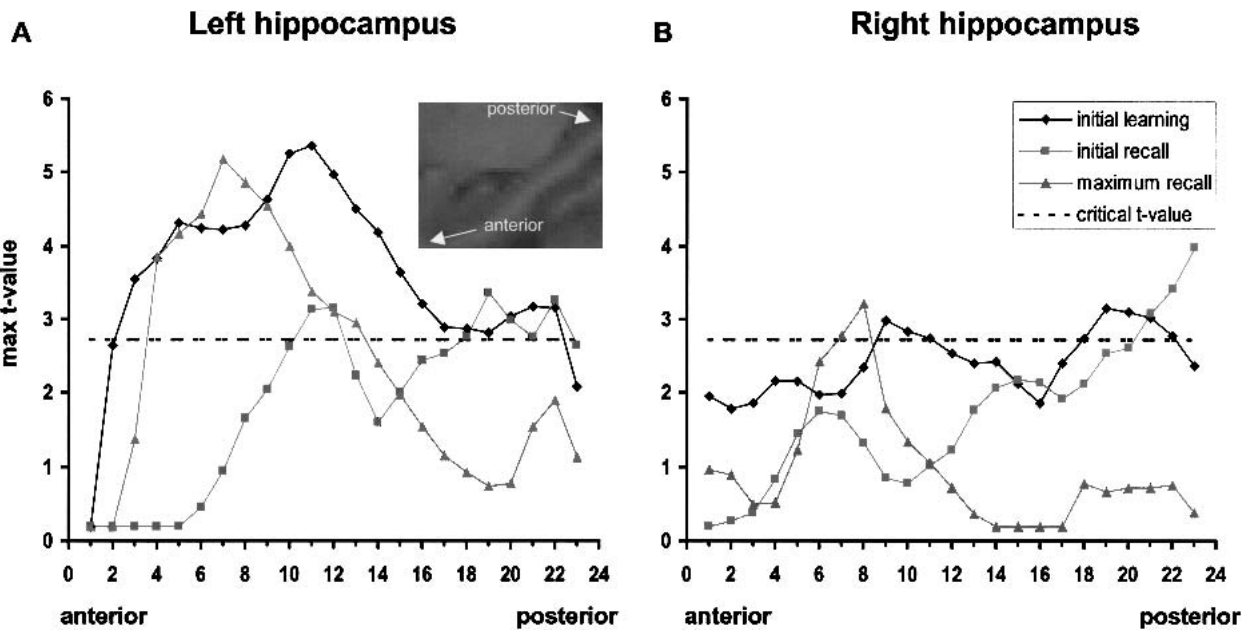 A
Left hippocampus
max t-value
6
5
4
3
2
1
0
0 2 4 6 8 10 12 14 16 18 20 22 24
anterior posterior
posterior
anterior
B
Right hippocampus
6
5
4
3
2
1
0
0 2 4 6 8 10 12 14 16 18 20 22 24
anterior posterior
initial learning
initial recall
maximum recall
critical t-value